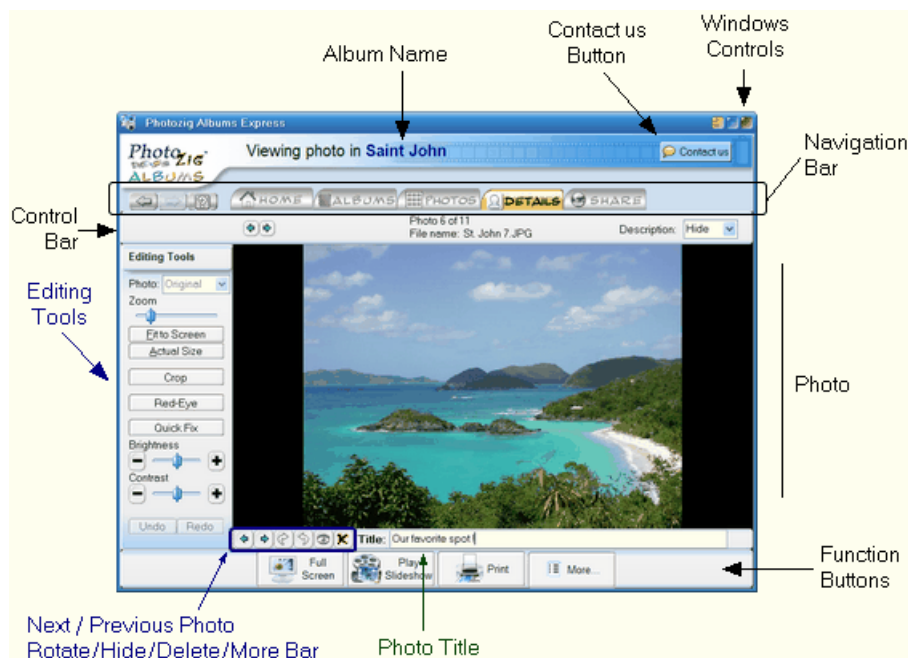 Contact us
Button
Windows
Controls
Album Name
Photozig Albums Express
Photo
Zig
ALBUMS
Viewing photo in Saint John
Contact us
Navigation
Bar
HOME ALBUMS PHOTOS DETAILS SHARE
Control
Bar
Photo 6 of 11
File name: St. John 7.JPG
Description: Hide
Editing Tools
Editing
Tools
Photo: Original
Zoom
Fit to Screen
Actual Size
Crop
Red-Eye
Quick Fix
Brightness
Contrast
Undo Redo
Photo
Title: Our favorite spot!
Full
Screen
Play
Slideshow
Print
More...
Function
Buttons
Next / Previous Photo
Rotate/Hide/Delete/More Bar
Photo Title